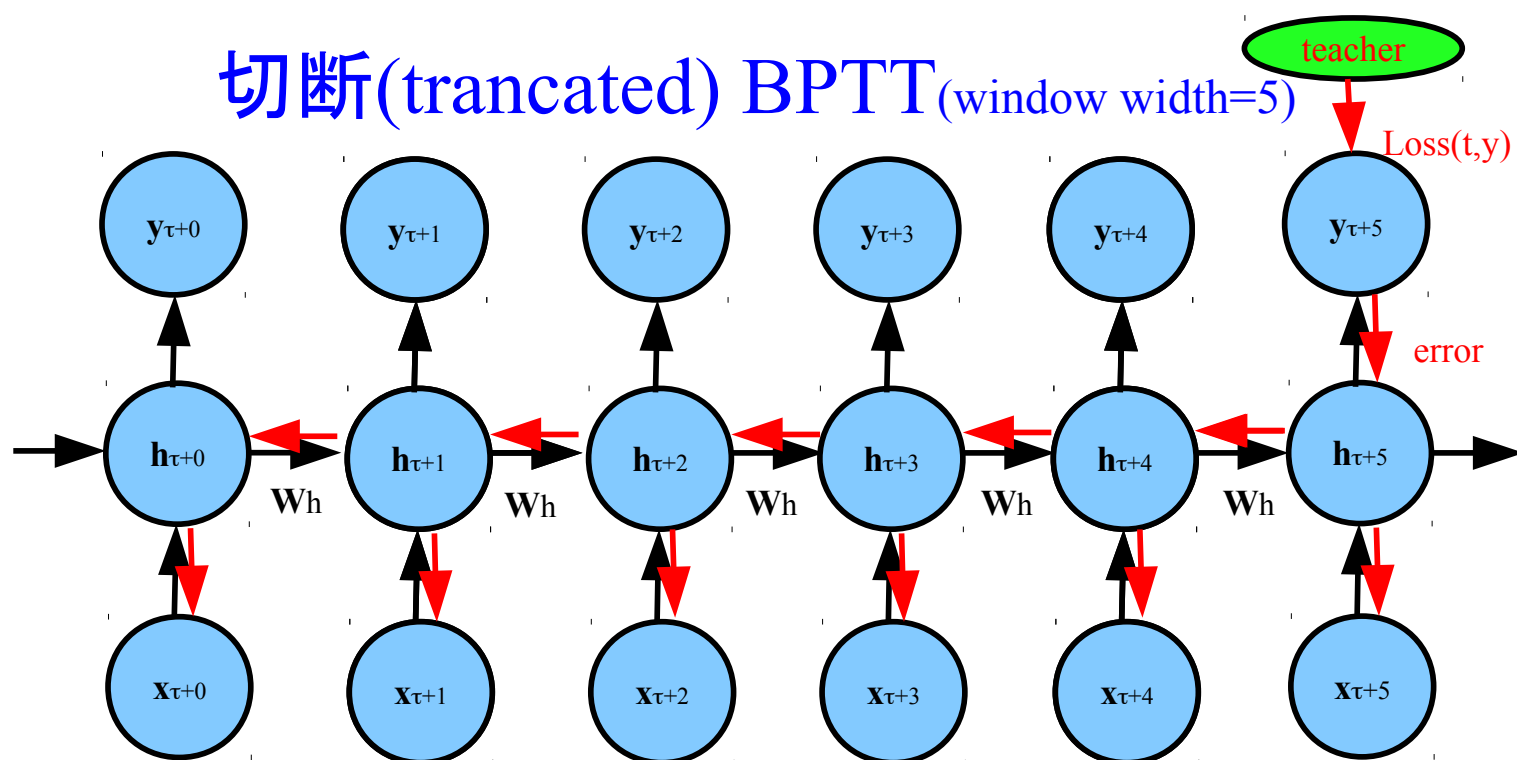 teacher
切断(trancated) BPTT(window width=5)
Loss(t,y)
yτ+0 yτ+1 yτ+2 yτ+3 yτ+4 yτ+5
error
hτ+0 hτ+1 hτ+2 hτ+3 hτ+4 hτ+5
Wh Wh Wh Wh Wh
xτ+0 xτ+1 xτ+2 xτ+3 xτ+4 xτ+5